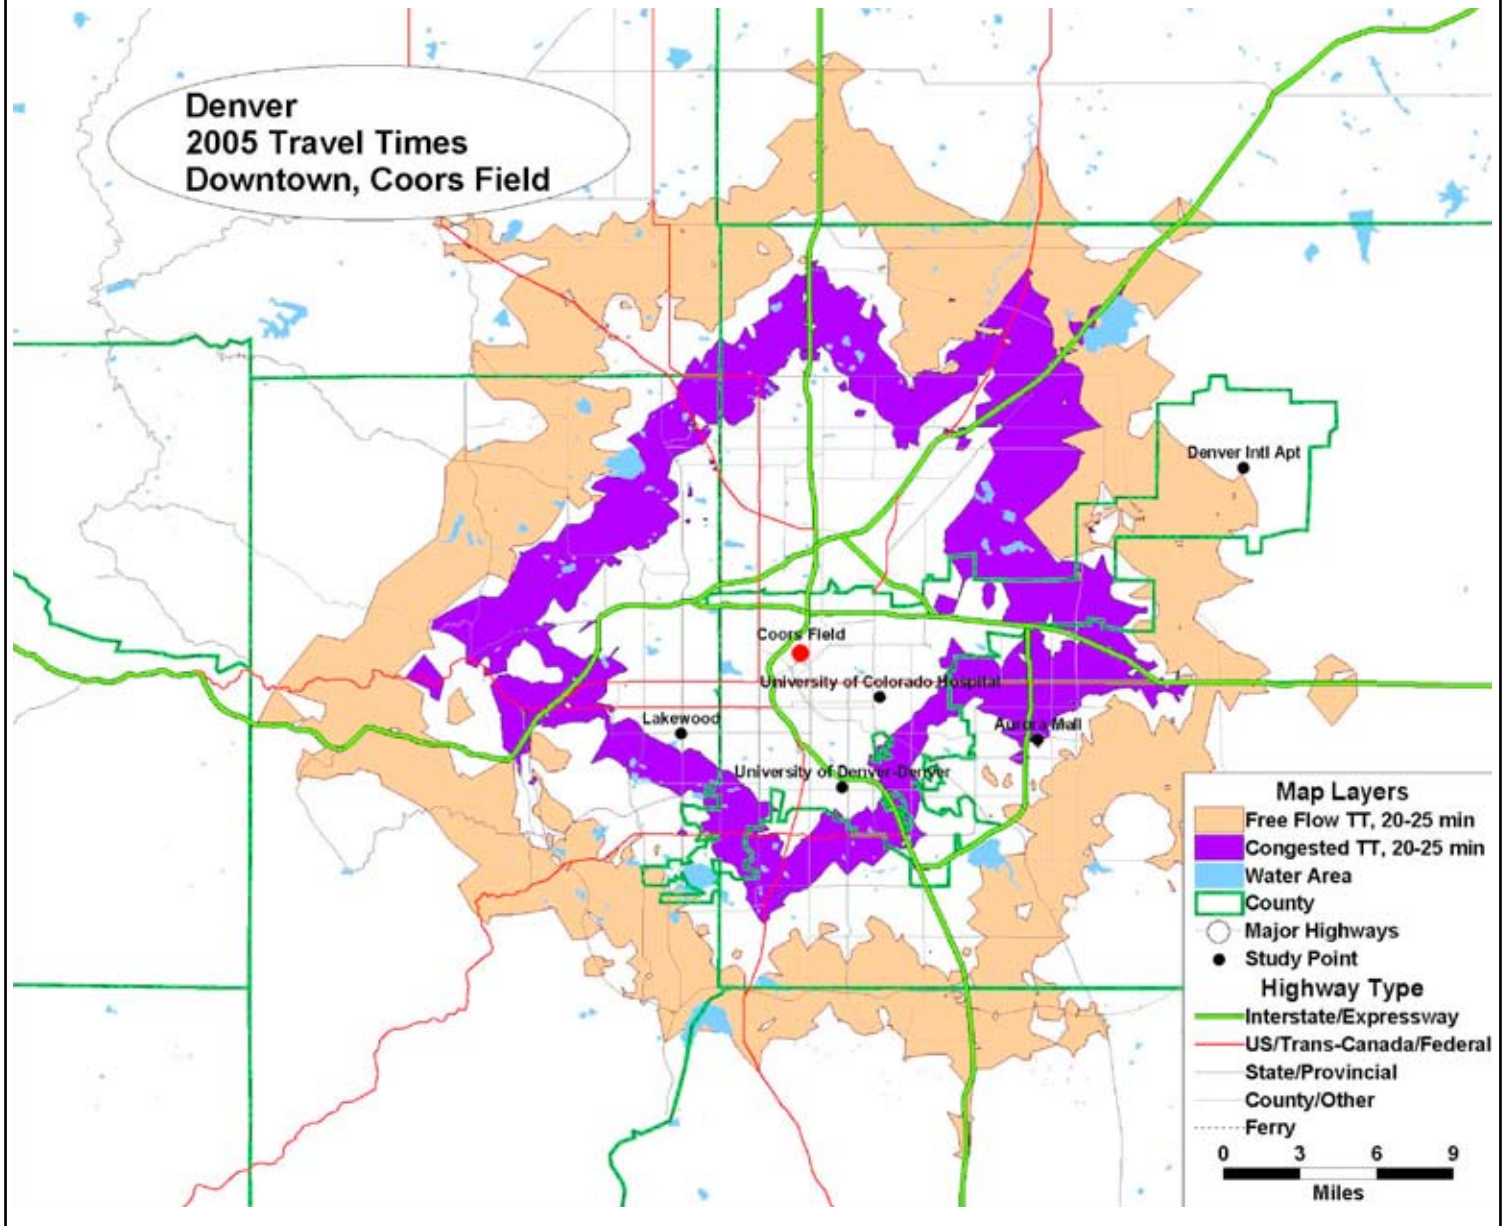 Denver
2005 Travel Times
Downtown, Coors Field
Denver Intl Apt
Coors Field
University of Colorado Hospital
Lakewood
Aurora Mall
University of Denver-Denver
Map Layers
Free Flow TT, 20-25 min
Congested TT, 20-25 min
Water Area
County
Major Highways
Study Point
Highway Type
Interstate/Expressway
US/Trans-Canada/Federal
State/Provincial
County/Other
Ferry
0 3 6 9
Miles